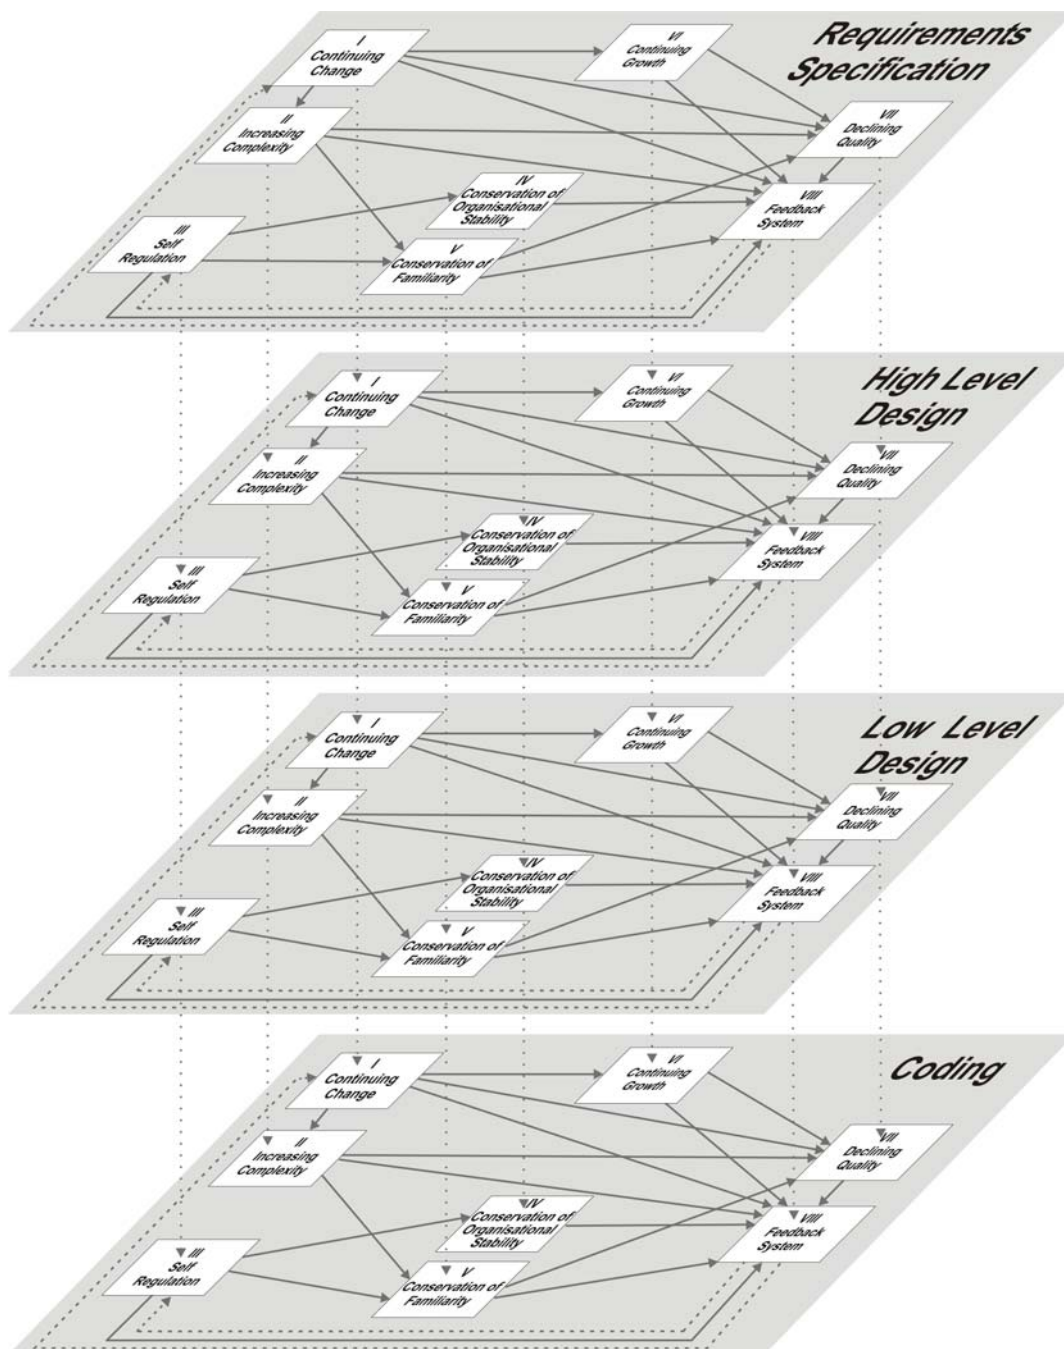 Requirements
Specification
I
Continuing
Change
VI
Continuing
Growth
II
Increasing
Complexity
VII
Declining
Quality
IV
Conservation of
Organisational
Stability
VIII
Feedback
System
III
Self
Regulation
V
Conservation of
Familiarity
High Level
Design
I
Continuing
Change
VI
Continuing
Growth
II
Increasing
Complexity
VII
Declining
Quality
IV
Conservation of
Organisational
Stability
VIII
Feedback
System
III
Self
Regulation
V
Conservation of
Familiarity
Low Level
Design
I
Continuing
Change
VI
Continuing
Growth
II
Increasing
Complexity
VII
Declining
Quality
IV
Conservation of
Organisational
Stability
VIII
Feedback
System
III
Self
Regulation
V
Conservation of
Familiarity
Coding
I
Continuing
Change
VI
Continuing
Growth
II
Increasing
Complexity
VII
Declining
Quality
IV
Conservation of
Organisational
Stability
VIII
Feedback
System
III
Self
Regulation
V
Conservation of
Familiarity